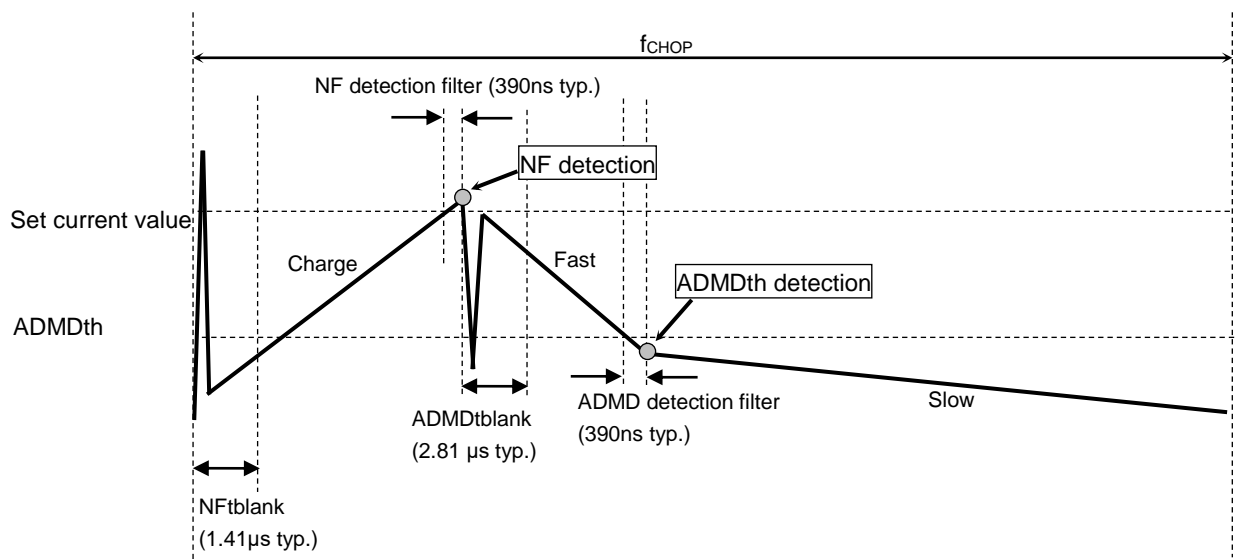 fCHOP
NF detection filter (390ns typ.)
NF detection
Set current value
Charge
Fast
ADMDth detection
ADMDth
ADMDtblank
(2.81 µs typ.)
ADMD detection filter
(390ns typ.)
Slow
NFtblank
(1.41µs typ.)